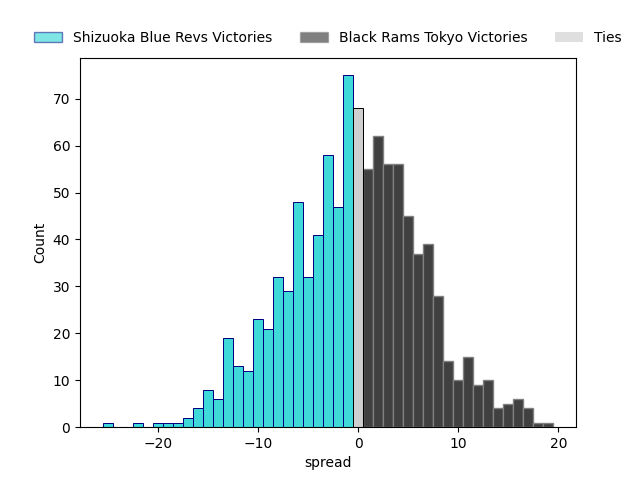 Shizuoka Blue Revs Victories
Black Rams Tokyo Victories
Ties
70
60
50
40
30
20
10
0
Count
−20
−10
0
10
20
spread